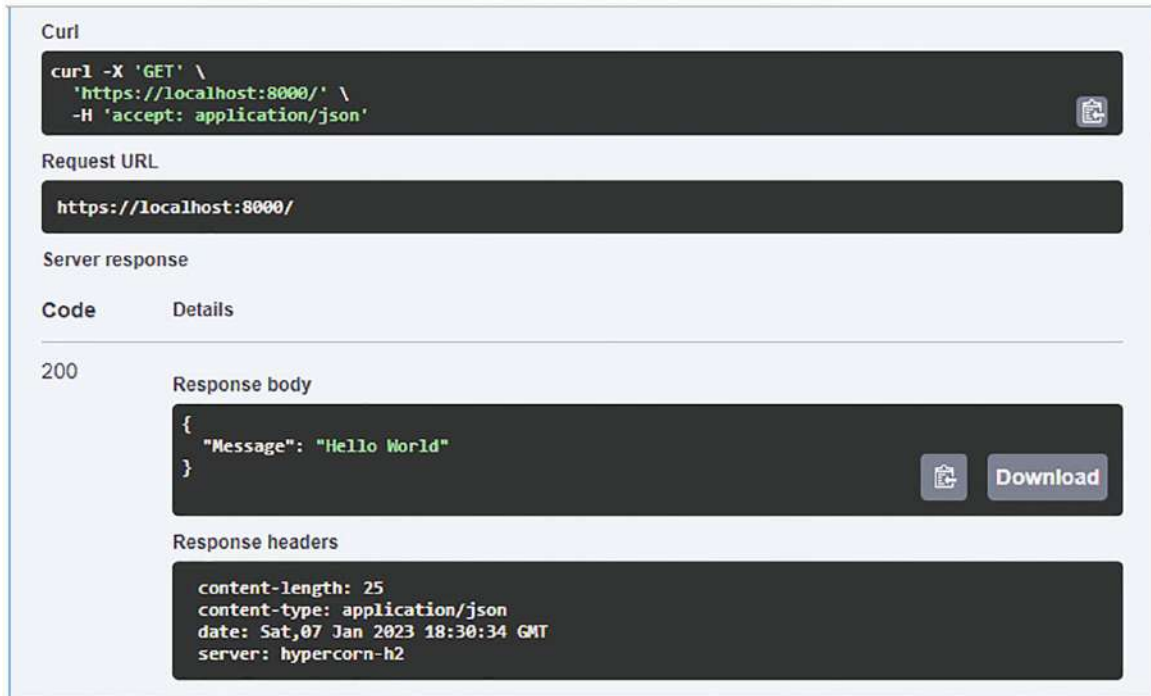 Curl
curl -X 'GET' \
'https://localhost:8000/' \
-H 'accept: application/json'
Request URL
https://localhost:8000/
Server response
Code Details
200
Response body
{
"Message": "Hello World"
}
Download
Response headers
content-length: 25
content-type: application/json
date: Sat,07 Jan 2023 18:30:34 GMT
server: hypercorn-h2